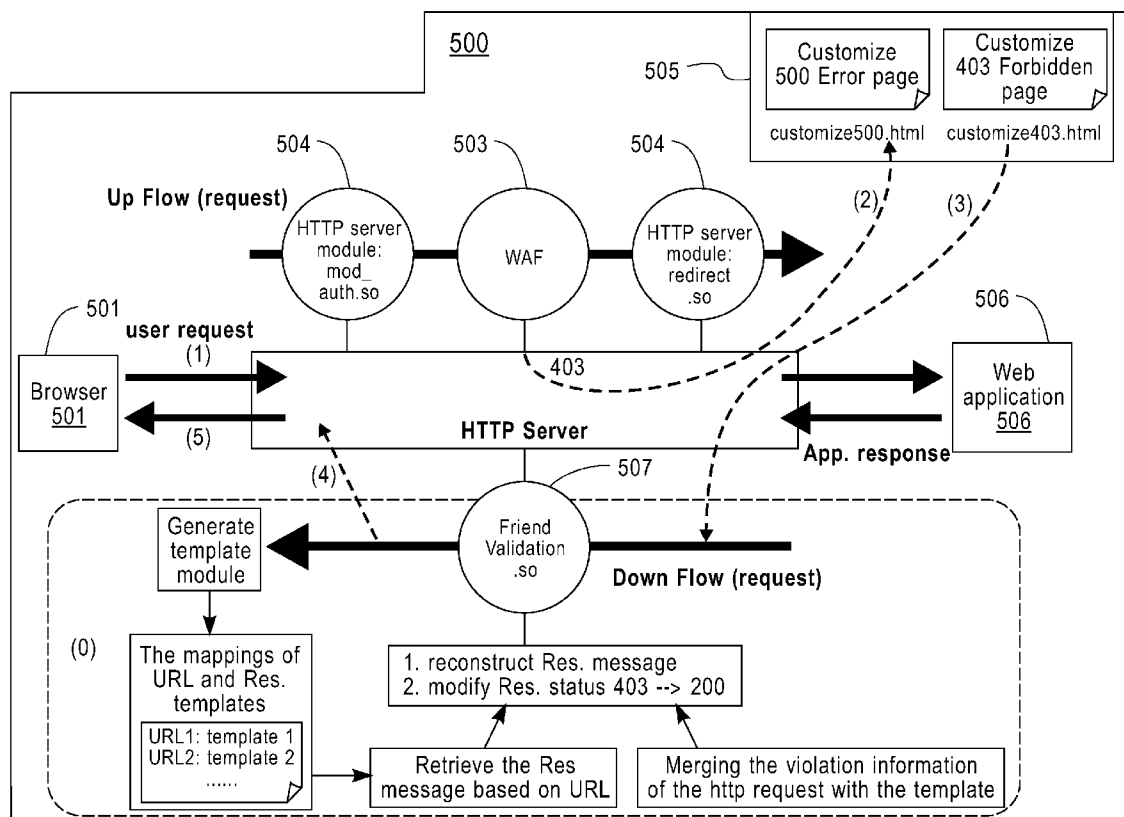 500
505
Customize
500 Error page
customize500.html
Customize
403 Forbidden
page
customize403.html
504
503
504
Up Flow (request)
HTTP server
module:
mod_
auth.so
WAF
HTTP server
module:
redirect
.so
(2)
(3)
501
user request
(1)
Browser
501
(5)
403
HTTP Server
506
Web
application
506
App. response
(4)
507
Friend
Validation
.so
Down Flow (request)
Generate
template
module
(0)
The mappings of
URL and Res.
templates
URL1: template 1
URL2: template 2
......
1. reconstruct Res. message
2. modify Res. status 403 --> 200
Retrieve the Res
message based on URL
Merging the violation information
of the http request with the template